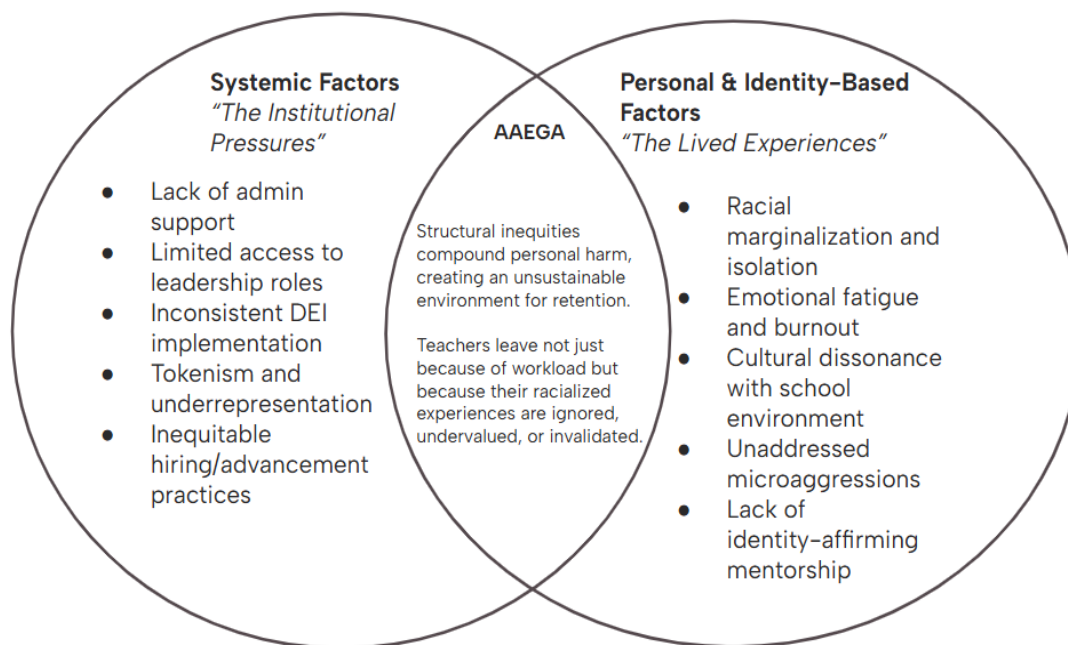 Systemic Factors
“The Institutional
Pressures”
● Lack of admin
support
● Limited access to
leadership roles
● Inconsistent DEI
implementation
● Tokenism and
underrepresentation
● Inequitable
hiring/advancement
practices
AAEGA
Structural inequities
compound personal harm,
creating an unsustainable
environment for retention.
Teachers leave not just
because of workload but
because their racialized
experiences are ignored,
undervalued, or invalidated.
Personal & Identity-Based
Factors
“The Lived Experiences”
● Racial
marginalization and
isolation
● Emotional fatigue
and burnout
● Cultural dissonance
with school
environment
● Unaddressed
microaggressions
● Lack of
identity-affirming
mentorship